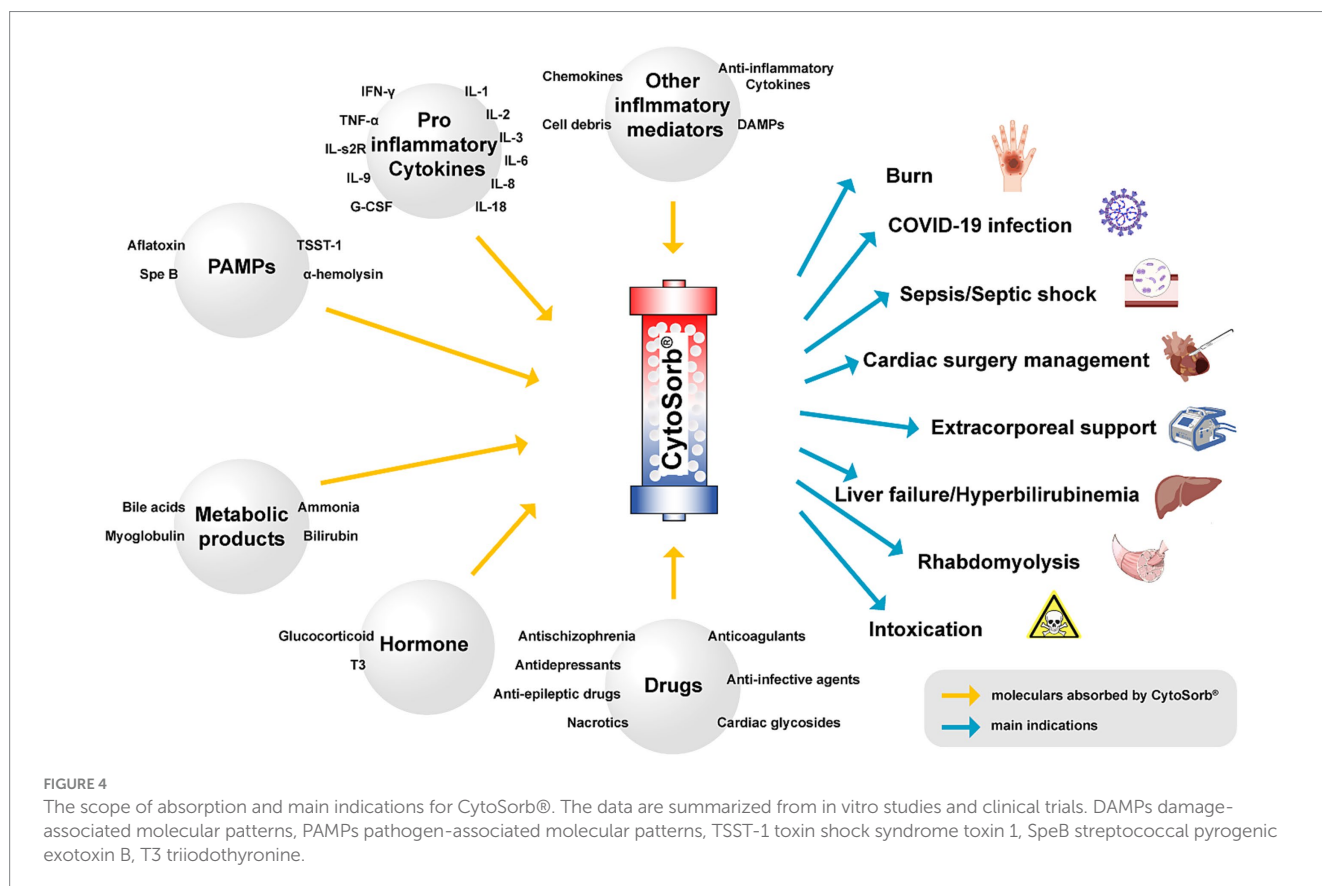 IFN-γ
TNF-α
IL-s2R
IL-9
G-CSF
Pro
inflammatory
Cytokines
IL-1
IL-2
IL-3
IL-6
IL-8
IL-18
Chemokines
Cell debris
Other
inflmmatory
mediators
Anti-inflammatory
Cytokines
DAMPs
Aflatoxin
Spe B
PAMPs
TSST-1
α-hemolysin
Bile acids
Myoglobulin
Metabolic
products
Ammonia
Bilirubin
Glucocorticoid
T3
Hormone
Antischizophrenia
Antidepressants
Anti-epileptic drugs
Nacrotics
Drugs
Anticoagulants
Anti-infective agents
Cardiac glycosides
CytoSorb®
Burn
COVID-19 infection
Sepsis/Septic shock
Cardiac surgery management
Extracorporeal support
Liver failure/Hyperbilirubinemia
Rhabdomyolysis
Intoxication
moleculars absorbed by CytoSorb®
main indications
FIGURE 4
The scope of absorption and main indications for CytoSorb®. The data are summarized from in vitro studies and clinical trials. DAMPs damage-
associated molecular patterns, PAMPs pathogen-associated molecular patterns, TSST-1 toxin shock syndrome toxin 1, SpeB streptococcal pyrogenic
exotoxin B, T3 triiodothyronine.